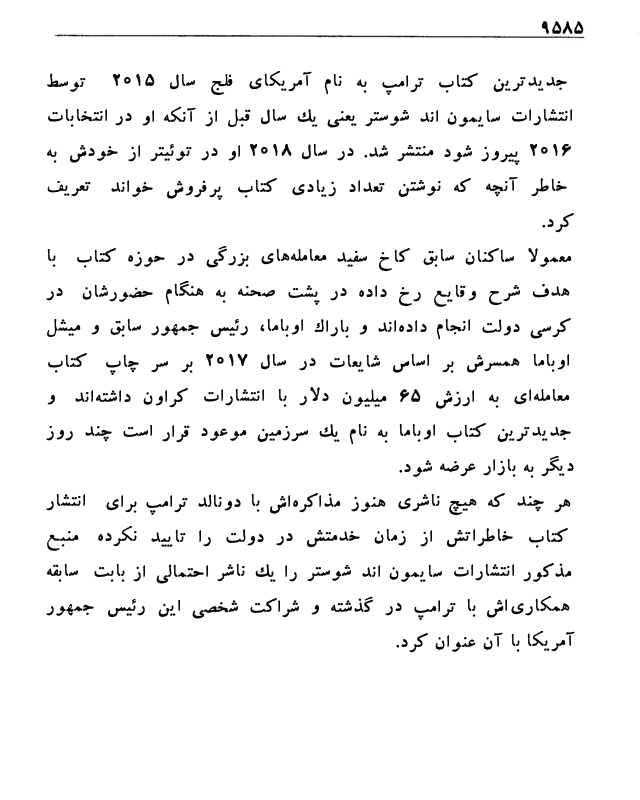 ۹۵۸۵
جدیدترین کتاب ترامپ به نام آمریکای فلج سال ۲۰۱۵ توسط
انتشارات سایمون اند شوستر یعنی یك سال قبل از آنکه او در انتخابات
۲۰۱۶ پیروز شود منتشر شد. در سال ۲۰۱۸ او در توئیتر از خودش به
خاطر آنچه که نوشتن تعداد زیادی کتاب پرفروش خواند تعریف
کرد.
معمولا ساکنان سابق کاخ سفید معامله‌های بزرگی در حوزه کتاب با
هدف شرح وقایع رخ داده در پشت صحنه به هنگام حضورشان در
کرسی دولت انجام داده‌اند و باراك اوباما، رئیس جمهور سابق و میشل
اوباما همسرش بر اساس شایعات در سال ۲۰۱۷ بر سر چاپ کتاب
معامله‌ای به ارزش ۶۵ میلیون دلار با انتشارات کراون داشته‌اند و
جدیدترین کتاب اوباما به نام یك سرزمین موعود قرار است چند روز
دیگر به بازار عرضه شود.
هر چند که هیچ ناشری هنوز مذاکره‌اش با دونالد ترامپ برای انتشار
کتاب خاطراتش از زمان خدمتش در دولت را تایید نکرده منبع
مذکور انتشارات سایمون اند شوستر را یك ناشر احتمالی از بابت سابقه
همکاری‌اش با ترامپ در گذشته و شراکت شخصی این رئیس جمهور
آمریکا با آن عنوان کرد.